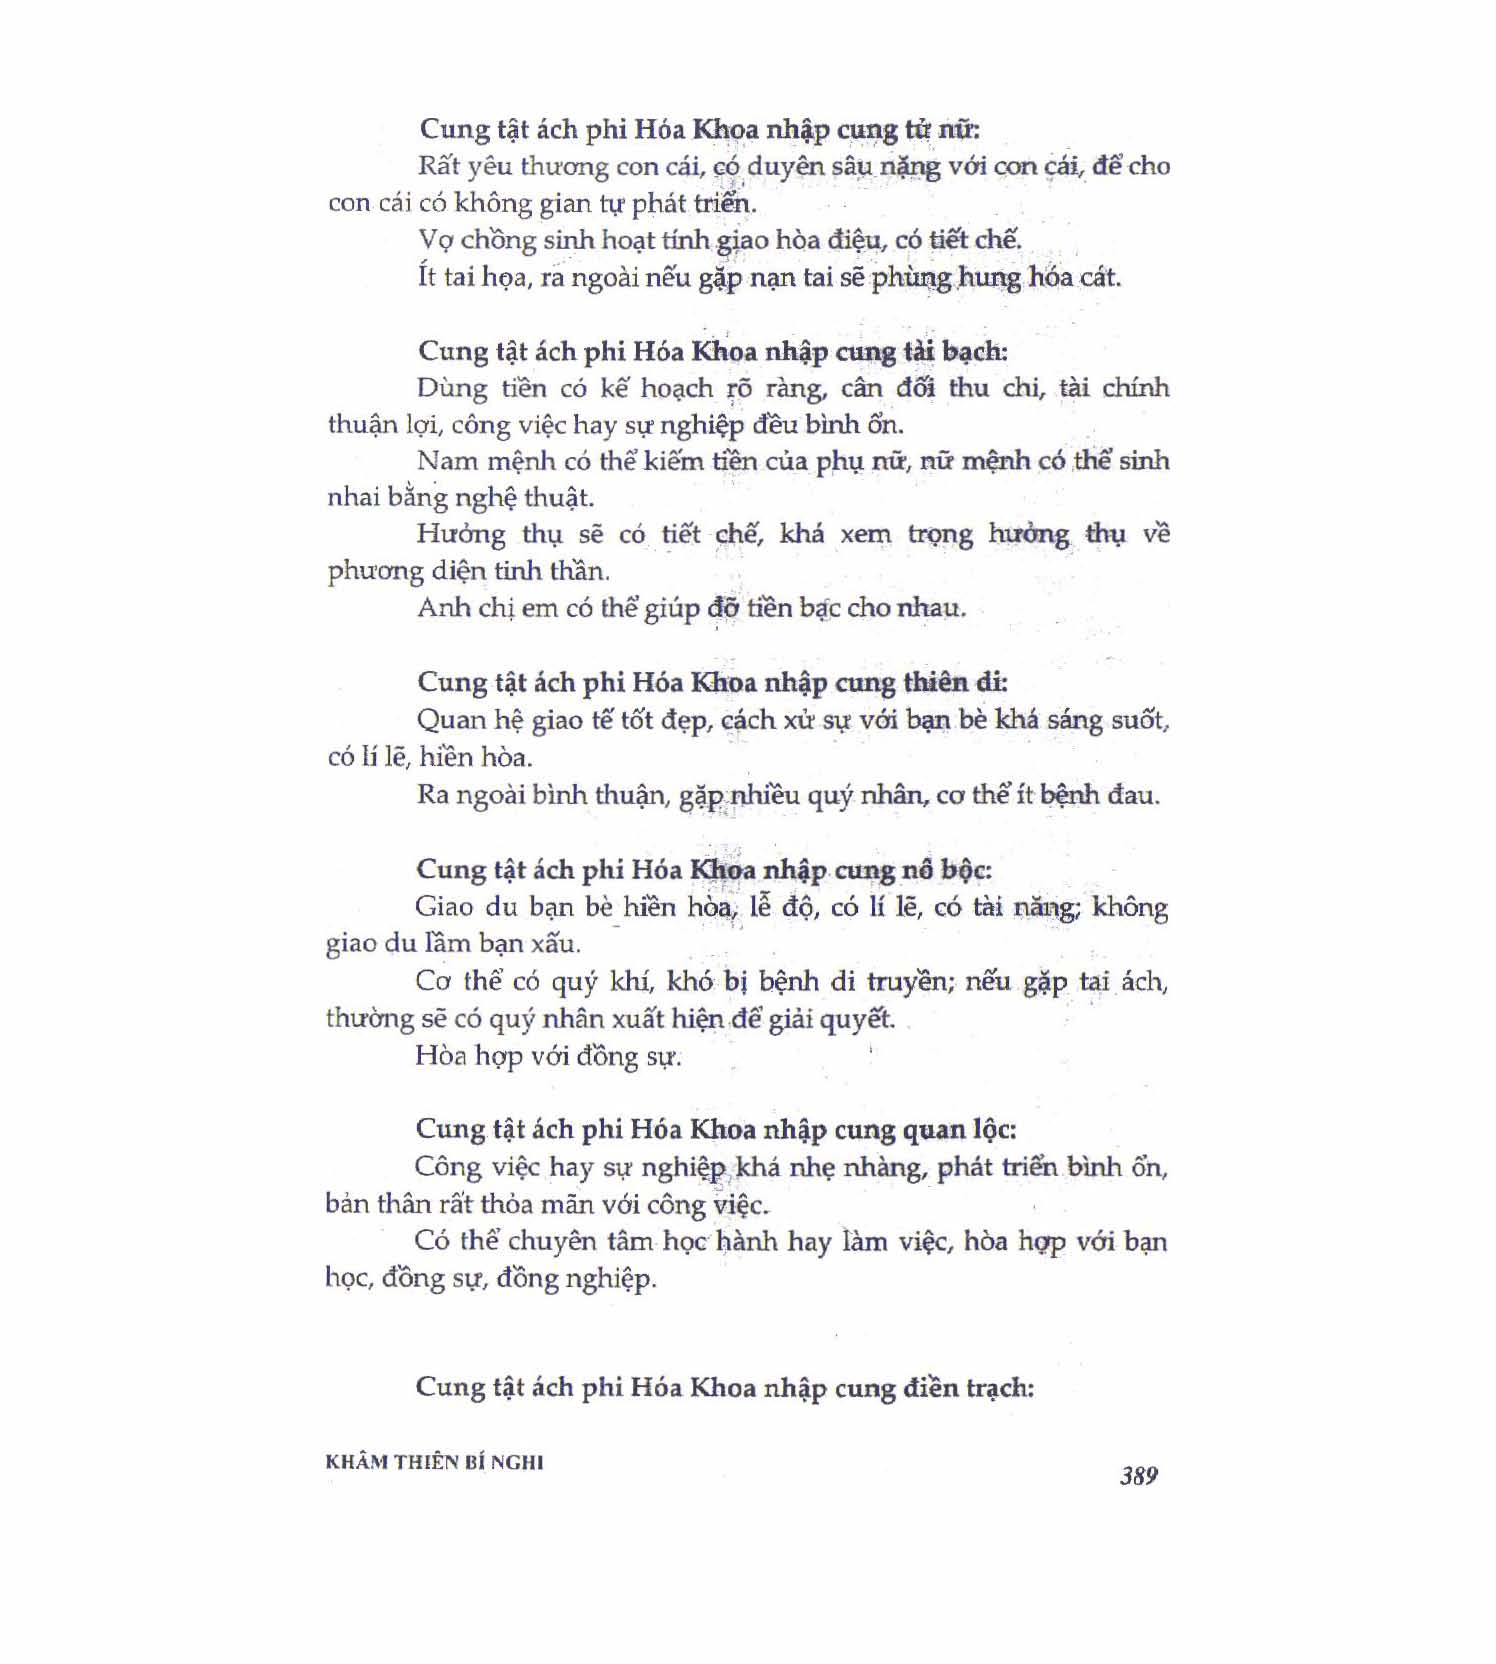 Cung tật ách phi Hóa Khoa nhập cung tử nữ:
Rất yêu thương con cái, có duyên sâu nặng với con cái, để cho
con cái có không gian tự phát triển.
Vợ chồng sinh hoạt tính giao hòa điệu, có tiết chế.
Ít tai họa, ra ngoài nếu gặp nạn tai sẽ phùng hung hóa cát.
Cung tật ách phi Hóa Khoa nhập cung tài bạch:
Dùng tiền có kế hoạch rõ ràng, cân đối thu chi, tài chính
thuận lợi, công việc hay sự nghiệp đều bình ổn.
Nam mệnh có thể kiếm tiền của phụ nữ, nữ mệnh có thể sinh
nhai bằng nghệ thuật.
Hưởng thụ sẽ có tiết chế, khá xem trọng hưởng thụ về
phương diện tinh thần.
Anh chị em có thể giúp đỡ tiền bạc cho nhau.
Cung tật ách phi Hóa Khoa nhập cung thiên di:
Quan hệ giao tế tốt đẹp, cách xử sự với bạn bè khá sáng suốt,
có lí lẽ, hiền hòa.
Ra ngoài bình thuận, gặp nhiều quý nhân, cơ thể ít bệnh đau.
Cung tật ách phi Hóa Khoa nhập cung nô bộc:
Giao du bạn bè hiền hòa, lễ độ, có lí lẽ, có tài năng; không
giao du lầm bạn xấu.
Cơ thể có quý khí, khó bị bệnh di truyền; nếu gặp tai ách,
thường sẽ có quý nhân xuất hiện để giải quyết.
Hòa hợp với đồng sự.
Cung tật ách phi Hóa Khoa nhập cung quan lộc:
Công việc hay sự nghiệp khá nhẹ nhàng, phát triển bình ổn,
bản thân rất thỏa mãn với công việc.
Có thể chuyên tâm học hành hay làm việc, hòa hợp với bạn
học, đồng sự, đồng nghiệp.
Cung tật ách phi Hóa Khoa nhập cung điền trạch:
KHÂM THIÊN BÍ NGHI
389